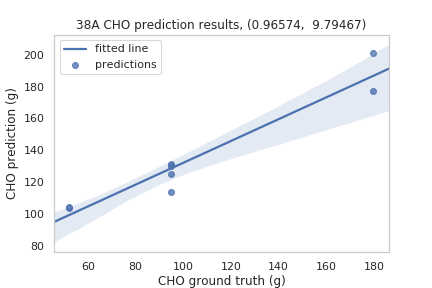 38A CHO prediction results, (0.96574,  9.79467)
fitted line
predictions
200
180
160
140
120
100
80
CHO prediction (g)
60 80 100 120 140 160 180
CHO ground truth (g)